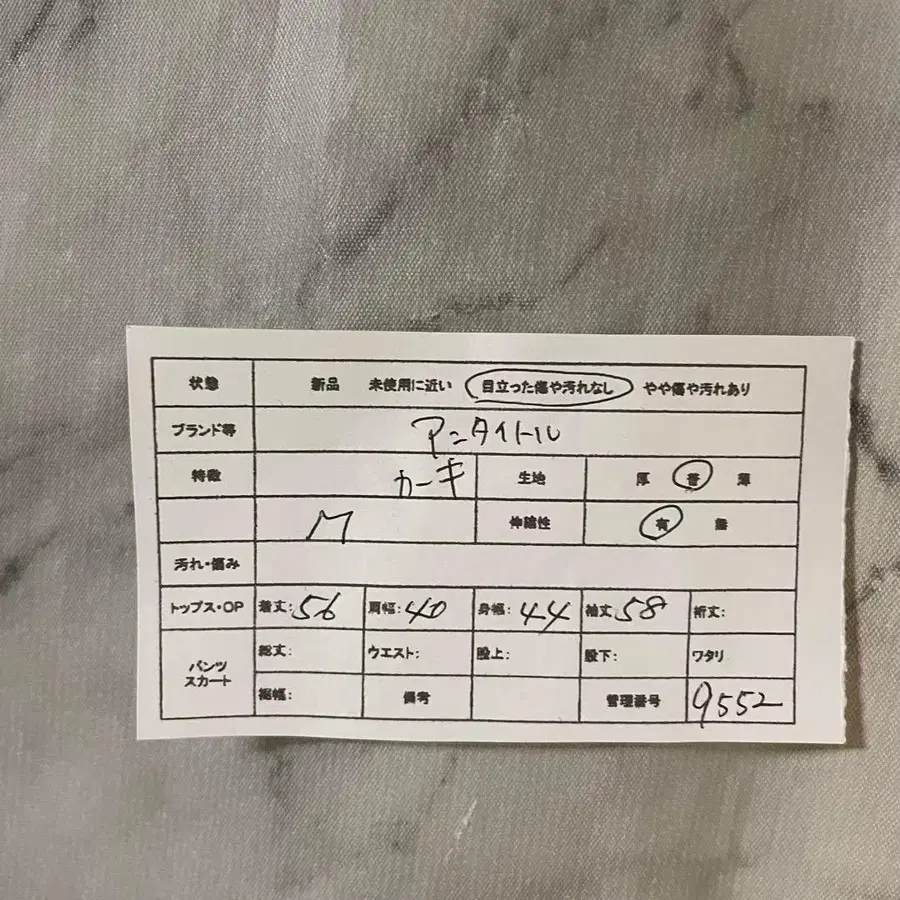 状態 新品 未使用に近い 目立った傷や汚れなし やや傷や汚れあり
ブランド等 アンタイトル
特徴 カーキ 生地 厚 普 薄
M 伸縮性 有 無
汚れ・傷み
トップス・OP 着丈:56 肩幅:40 身幅:44 袖丈58 裄丈:
パンツ スカート 総丈: ウエスト: 股上: 股下: ワタリ
裾幅: 備考 管理番号 9552